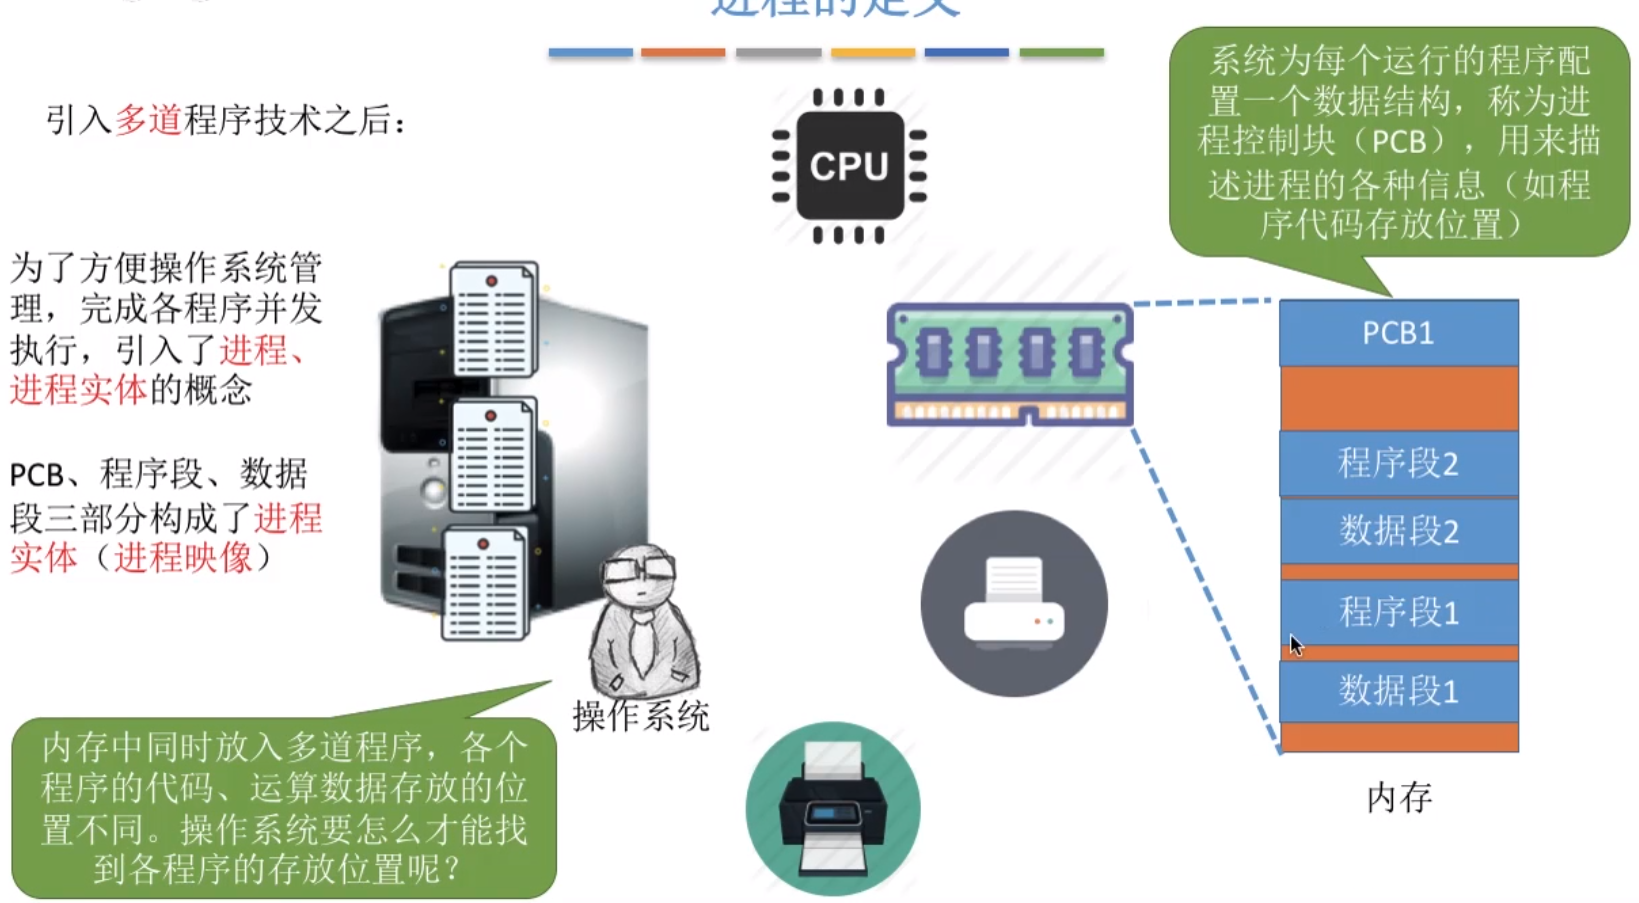 进程的定义
引入多道程序技术之后：
CPU
系统为每个运行的程序配
置一个数据结构，称为进
程控制块（PCB），用来描
述进程的各种信息（如程
序代码存放位置）
为了方便操作系统管
理，完成各程序并发
执行，引入了进程、
进程实体的概念
PCB、程序段、数据
段三部分构成了进程
实体（进程映像）
PCB1
程序段2
数据段2
程序段1
数据段1
内存
操作系统
内存中同时放入多道程序，各个
程序的代码、运算数据存放的位
置不同。操作系统要怎么才能找
到各程序的存放位置呢？